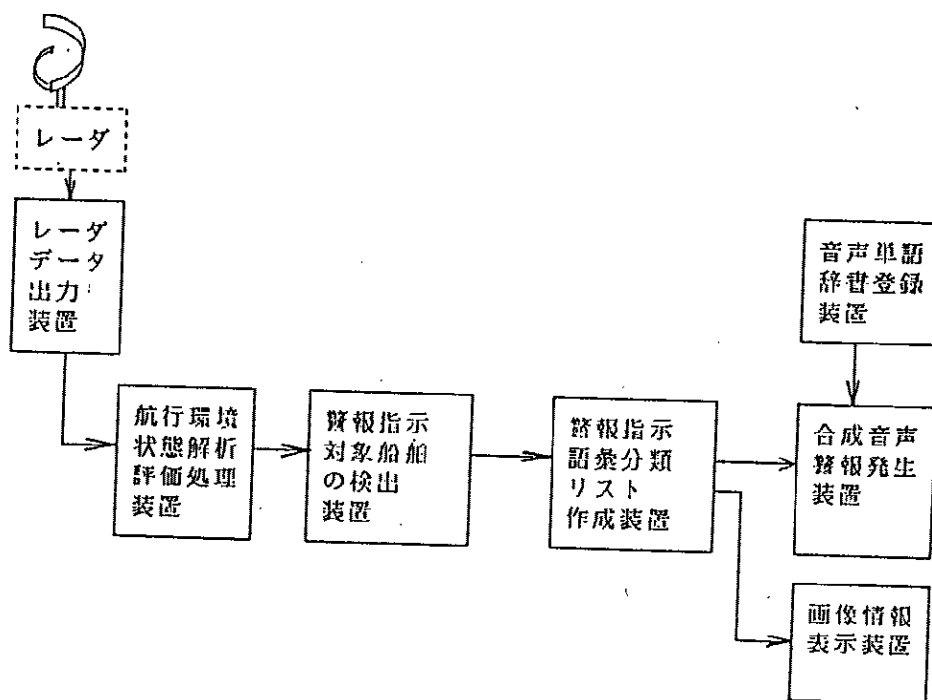 レーダ
レーダ
データ
出力
装置
航行環境
状態解析
評価処理
装置
警報指示
対象船舶
の検出
装置
警報指示
語彙分類
リスト
作成装置
音声単語
辞書登録
装置
合成音声
警報発生
装置
画像情報
表示装置